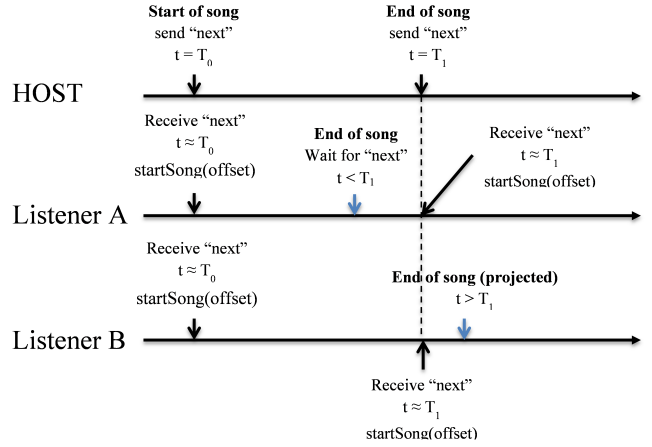 Start of song
send “next”
t = T₀
End of song
send “next”
t = T₁
HOST
Receive “next”
t ≈ T₀
startSong(offset)
End of song
Wait for “next”
t < T₁
Receive “next”
t ≈ T₁
startSong(offset)
Listener A
Receive “next”
t ≈ T₀
startSong(offset)
End of song (projected)
t > T₁
Listener B
Receive “next”
t ≈ T₁
startSong(offset)